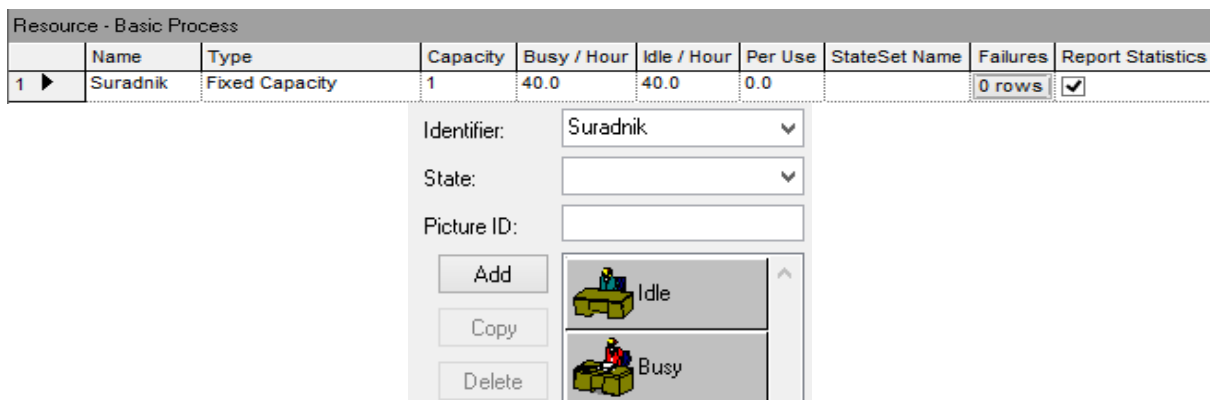 Resource - Basic Process
Name Type Capacity Busy / Hour Idle / Hour Per Use StateSet Name Failures Report Statistics
1 Suradnik Fixed Capacity 1 40.0 40.0 0.0 0 rows
Identifier: Suradnik
State:
Picture ID:
Add
Idle
Copy
Busy
Delete